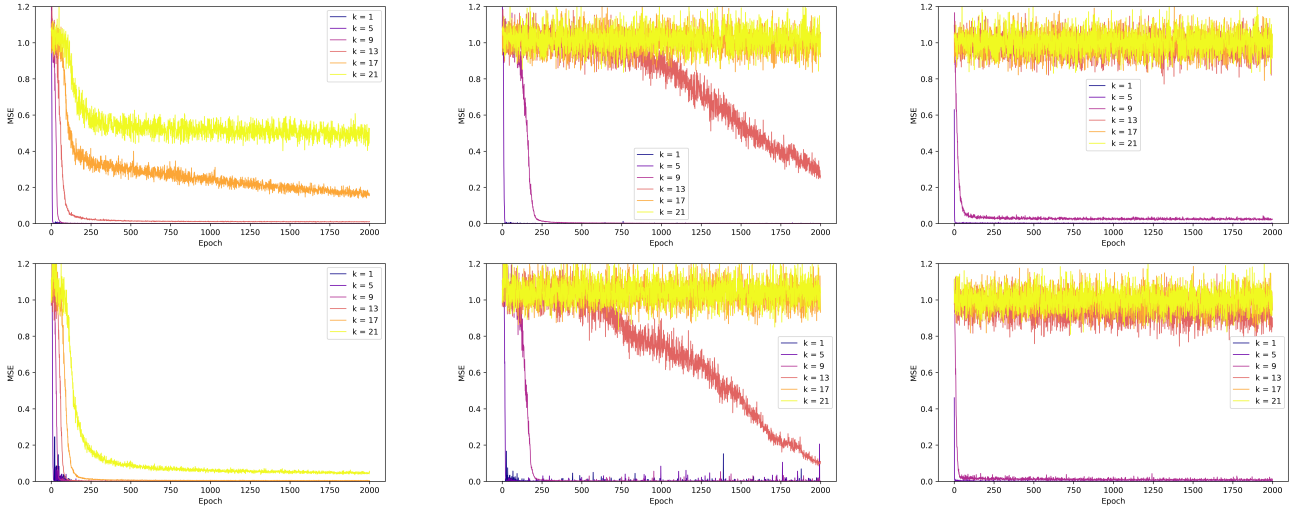 1.2
1.0
0.8
0.6
0.4
0.2
0.0
MSE
0
250
500
750
1000
1250
1500
1750
2000
Epoch
k = 1
k = 5
k = 9
k = 13
k = 17
k = 21
1.2
1.0
0.8
0.6
0.4
0.2
0.0
MSE
0
250
500
750
1000
1250
1500
1750
2000
Epoch
k = 1
k = 5
k = 9
k = 13
k = 17
k = 21
1.2
1.0
0.8
0.6
0.4
0.2
0.0
MSE
0
250
500
750
1000
1250
1500
1750
2000
Epoch
k = 1
k = 5
k = 9
k = 13
k = 17
k = 21
1.2
1.0
0.8
0.6
0.4
0.2
0.0
MSE
0
250
500
750
1000
1250
1500
1750
2000
Epoch
k = 1
k = 5
k = 9
k = 13
k = 17
k = 21
1.2
1.0
0.8
0.6
0.4
0.2
0.0
MSE
0
250
500
750
1000
1250
1500
1750
2000
Epoch
k = 1
k = 5
k = 9
k = 13
k = 17
k = 21
1.2
1.0
0.8
0.6
0.4
0.2
0.0
MSE
0
250
500
750
1000
1250
1500
1750
2000
Epoch
k = 1
k = 5
k = 9
k = 13
k = 17
k = 21